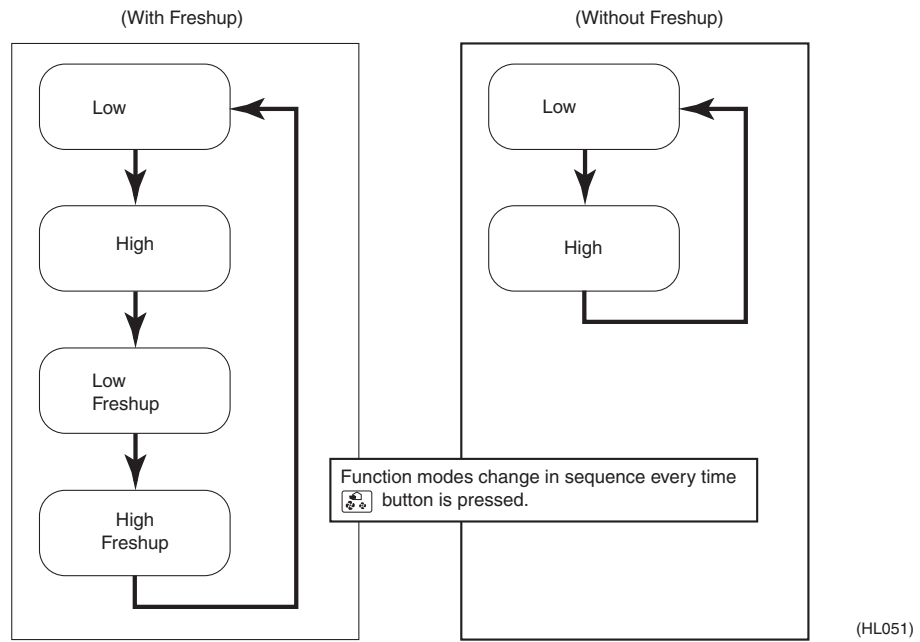 (With Freshup)
Low
High
Low
Freshup
High
Freshup
(Without Freshup)
Low
High
Function modes change in sequence every time
button is pressed.
(HL051)